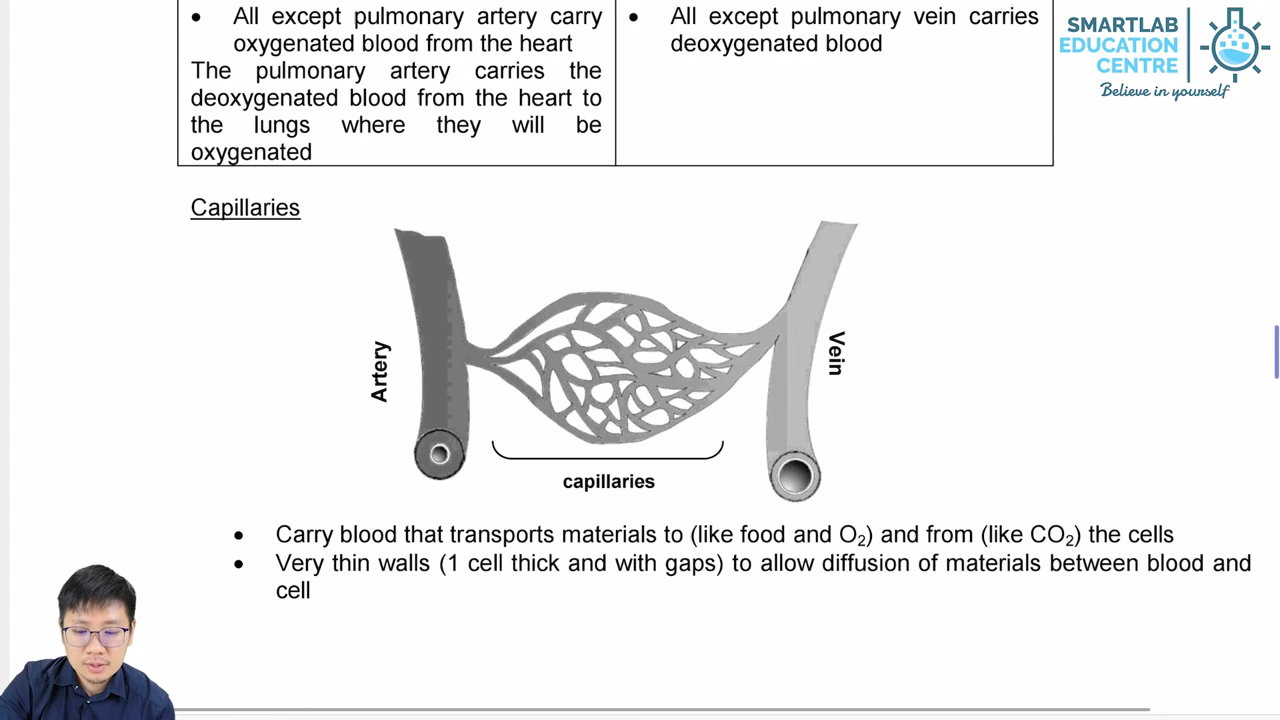 • All except pulmonary artery carry
oxygenated blood from the heart
The pulmonary artery carries the
deoxygenated blood from the heart to
the lungs where they will be
oxygenated
• All except pulmonary vein carries
deoxygenated blood
SMARTLAB
EDUCATION
CENTRE
Believe in yourself
Capillaries
Artery
Vein
capillaries
• Carry blood that transports materials to (like food and O₂) and from (like CO₂) the cells
• Very thin walls (1 cell thick and with gaps) to allow diffusion of materials between blood and
cell